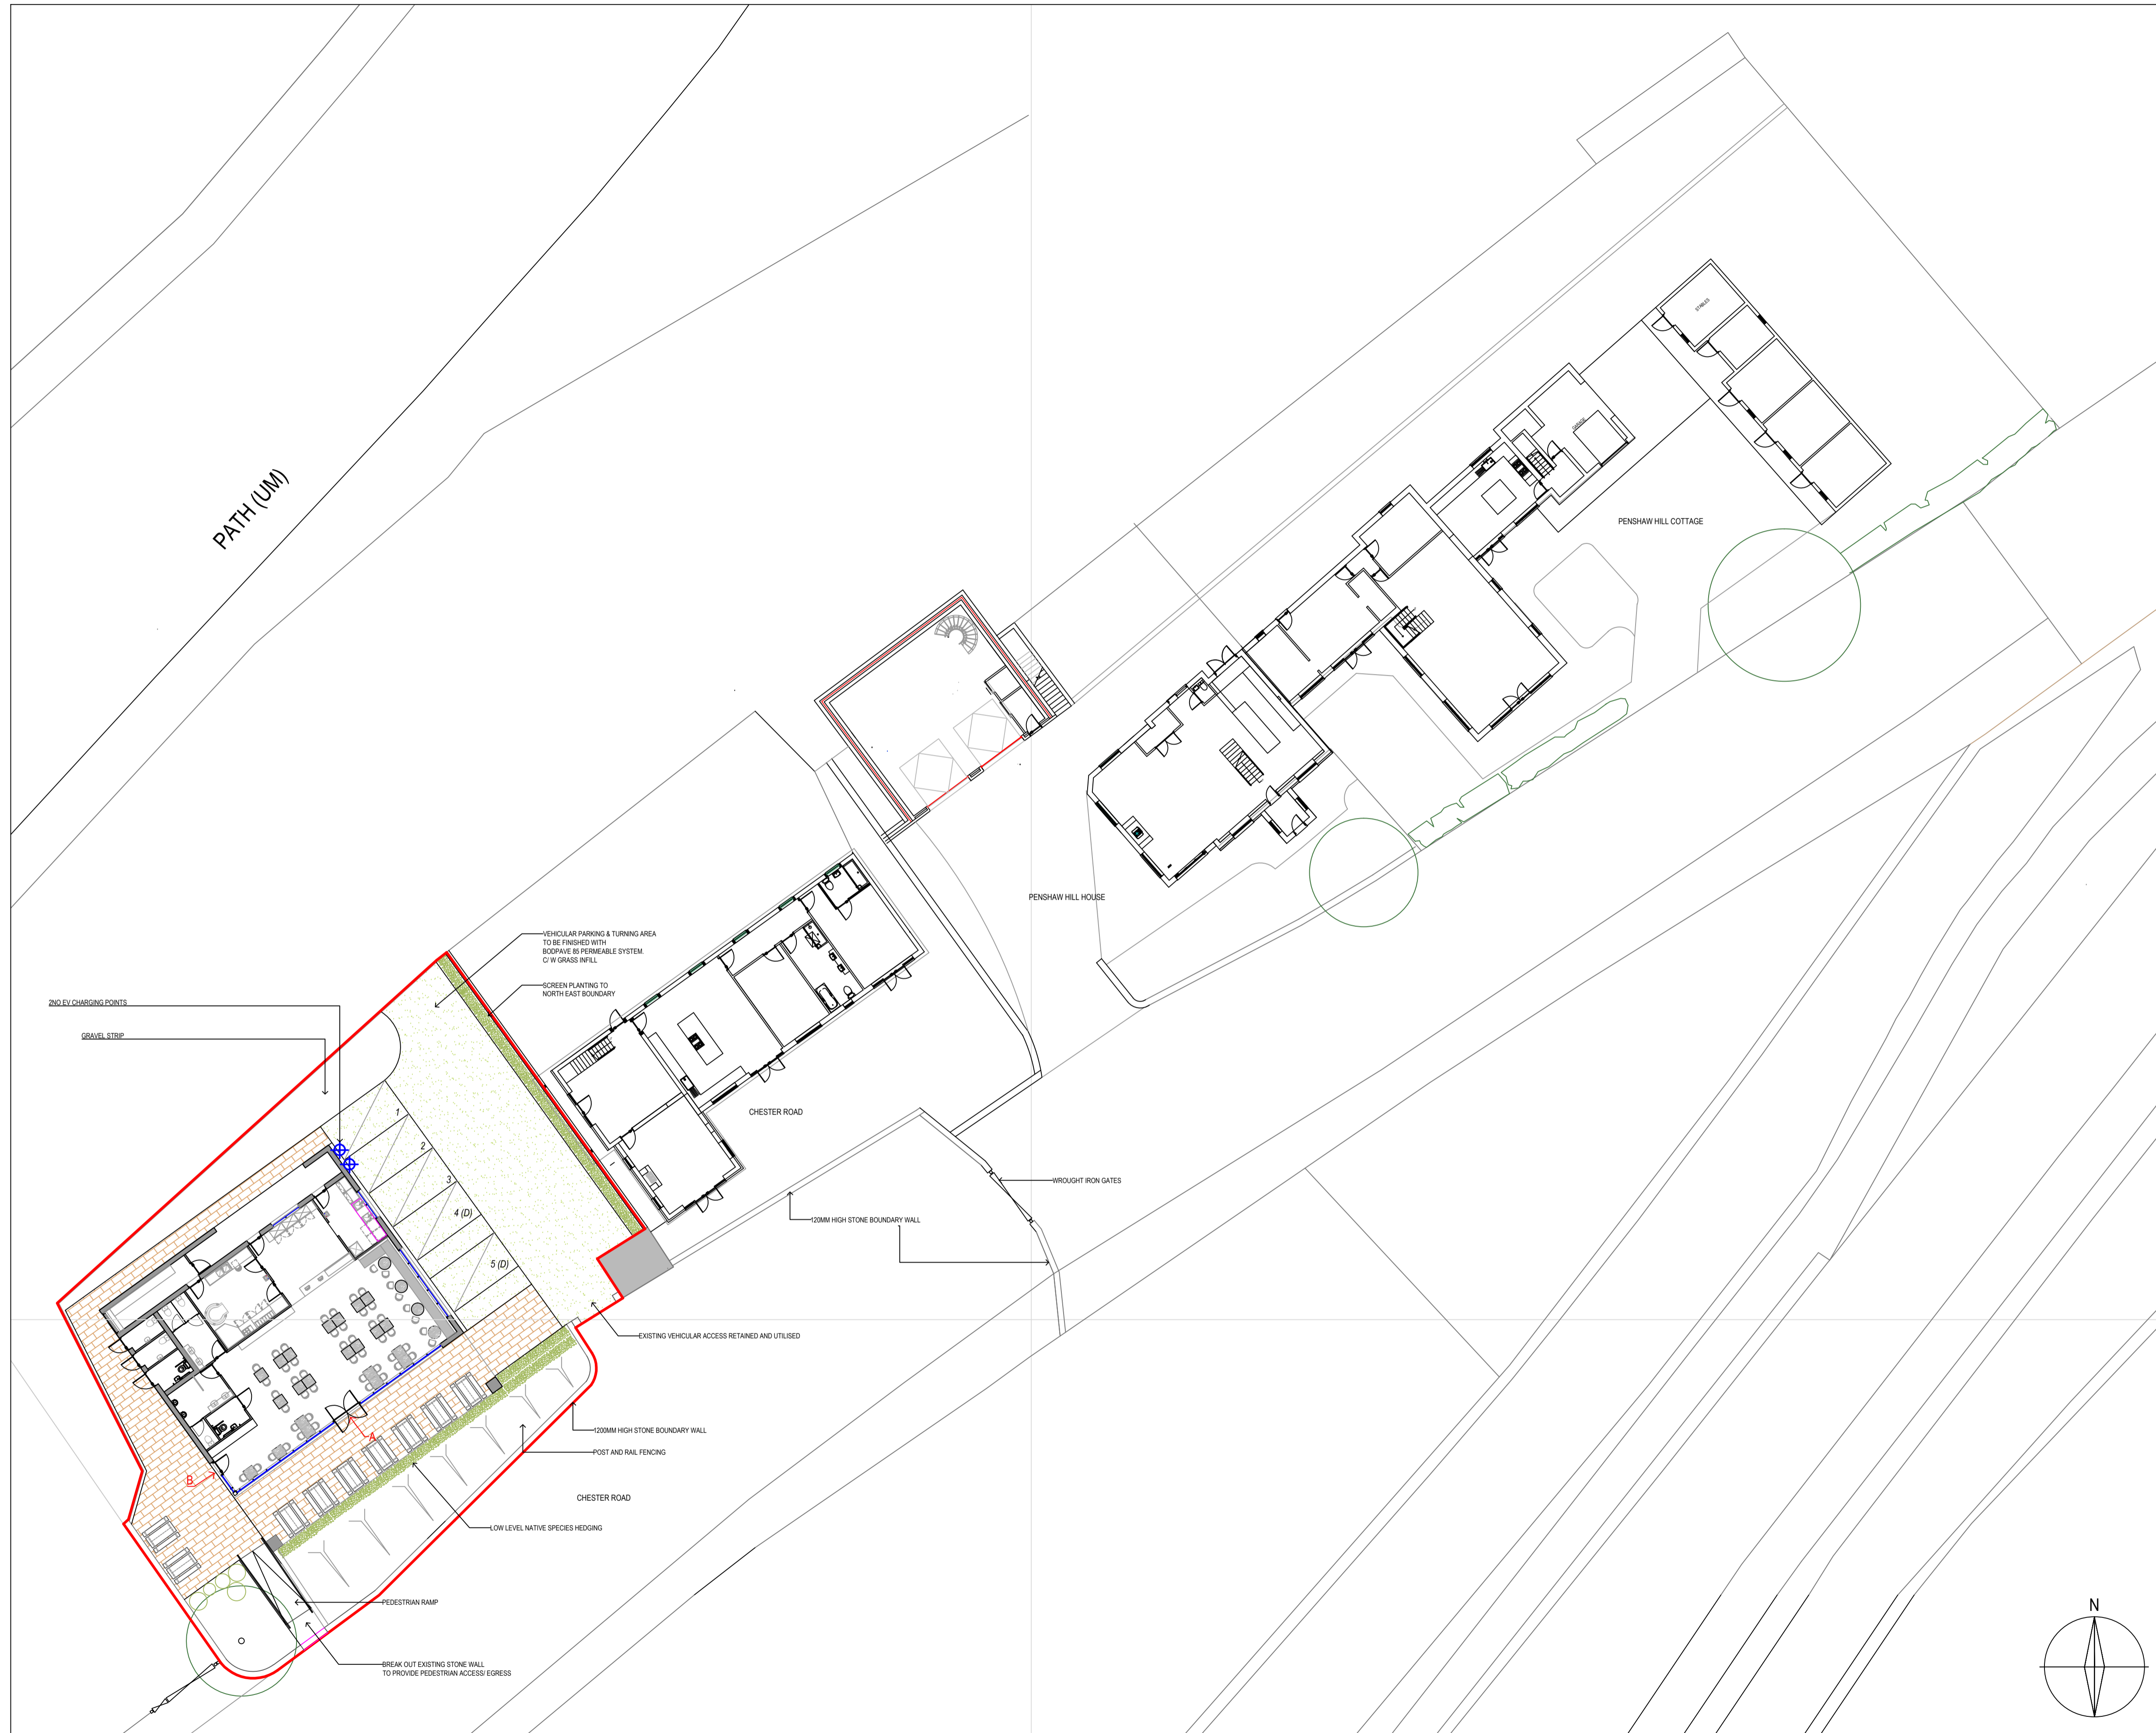 PATH (UM)
STABLES
GARAGE
PENSHAW HILL COTTAGE
PENSHAW HILL HOUSE
VEHICULAR PARKING & TURNING AREA
TO BE FINISHED WITH
BODPAVE 85 PERMEABLE SYSTEM.
C/ W GRASS INFILL
SCREEN PLANTING TO
NORTH EAST BOUNDARY
2NO EV CHARGING POINTS
GRAVEL STRIP
CHESTER ROAD
1
2
3
4 (D)
5 (D)
WROUGHT IRON GATES
120MM HIGH STONE BOUNDARY WALL
EXISTING VEHICULAR ACCESS RETAINED AND UTILISED
1200MM HIGH STONE BOUNDARY WALL
A
POST AND RAIL FENCING
B
CHESTER ROAD
LOW LEVEL NATIVE SPECIES HEDGING
PEDESTRIAN RAMP
BREAK OUT EXISTING STONE WALL
TO PROVIDE PEDESTRIAN ACCESS/ EGRESS
N